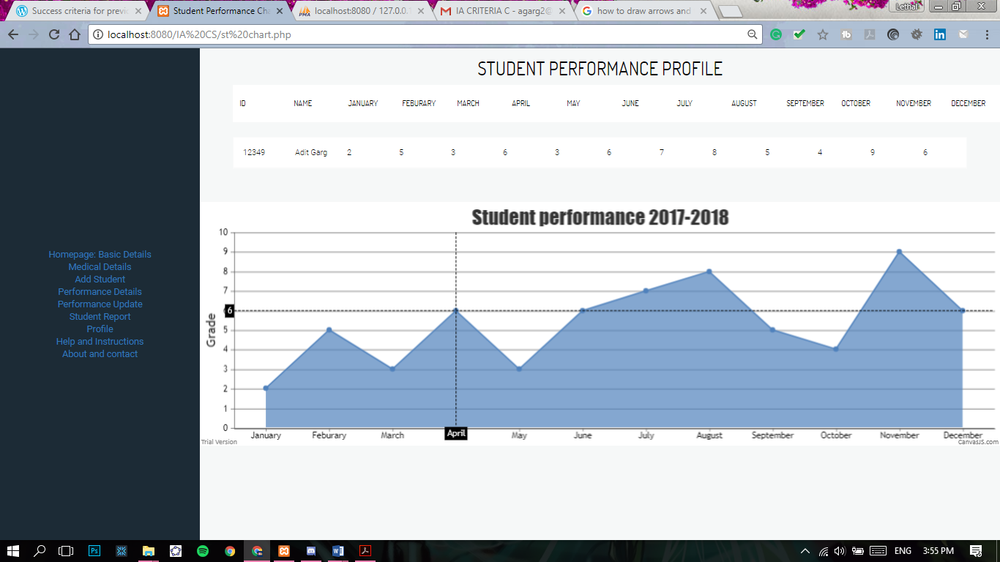 Success criteria for previ
Student Performance Cha
localhost:8080 / 127.0.0.
IA CRITERIA C - agarg2@
how to draw arrows and
Lethal
localhost:8080/IA%20CS/st%20chart.php
STUDENT PERFORMANCE PROFILE
ID NAME JANUARY FEBURARY MARCH APRIL MAY JUNE JULY AUGUST SEPTEMBER OCTOBER NOVEMBER DECEMBER
12349 Adit Garg 2 5 3 6 3 6 7 8 5 4 9 6
Homepage: Basic Details
Medical Details
Add Student
Performance Details
Performance Update
Student Report
Profile
Help and Instructions
About and contact
Student performance 2017-2018
Grade
10
9
8
7
6
5
4
3
2
1
0
January Feburary March April May June July August September October November December
Trial Version
CanvasJS.com
ENG 3:55 PM